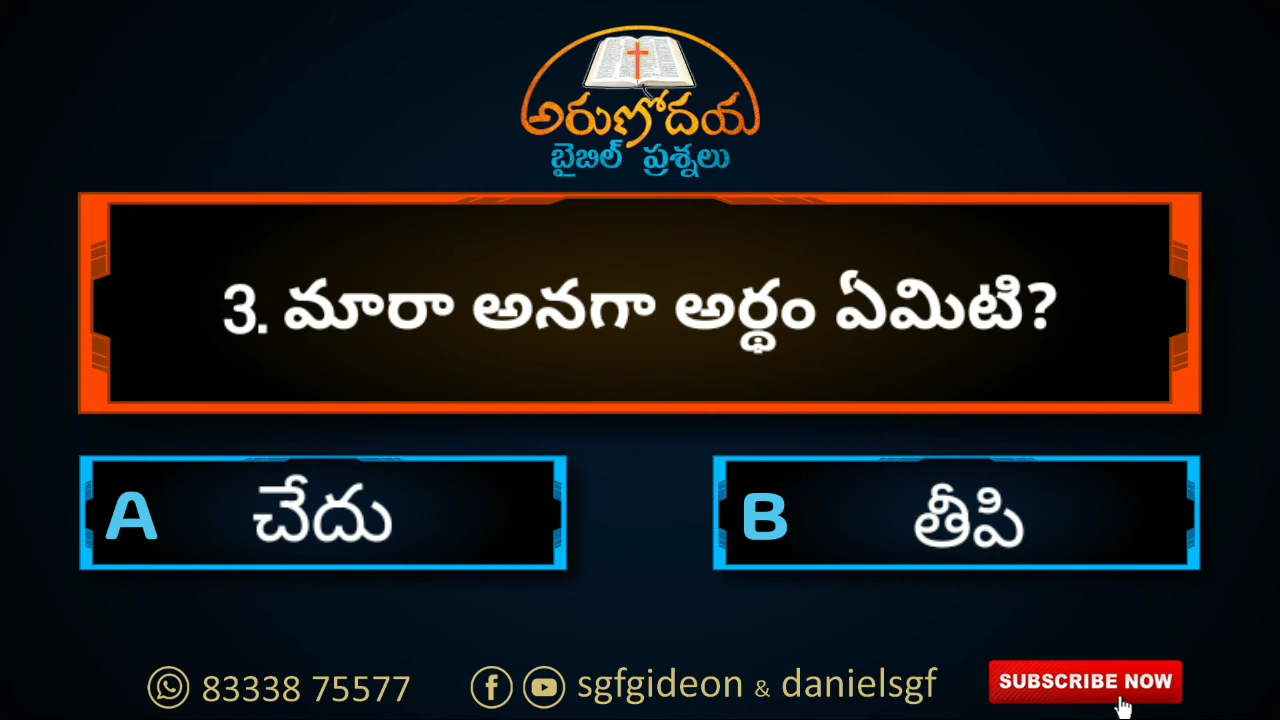 అరుణోదయ
బైబిల్ ప్రశ్నలు
3. మారా అనగా అర్థం ఏమిటి?
A చేదు
B తీపి
83338 75577 sgfgideon & danielsgf SUBSCRIBE NOW